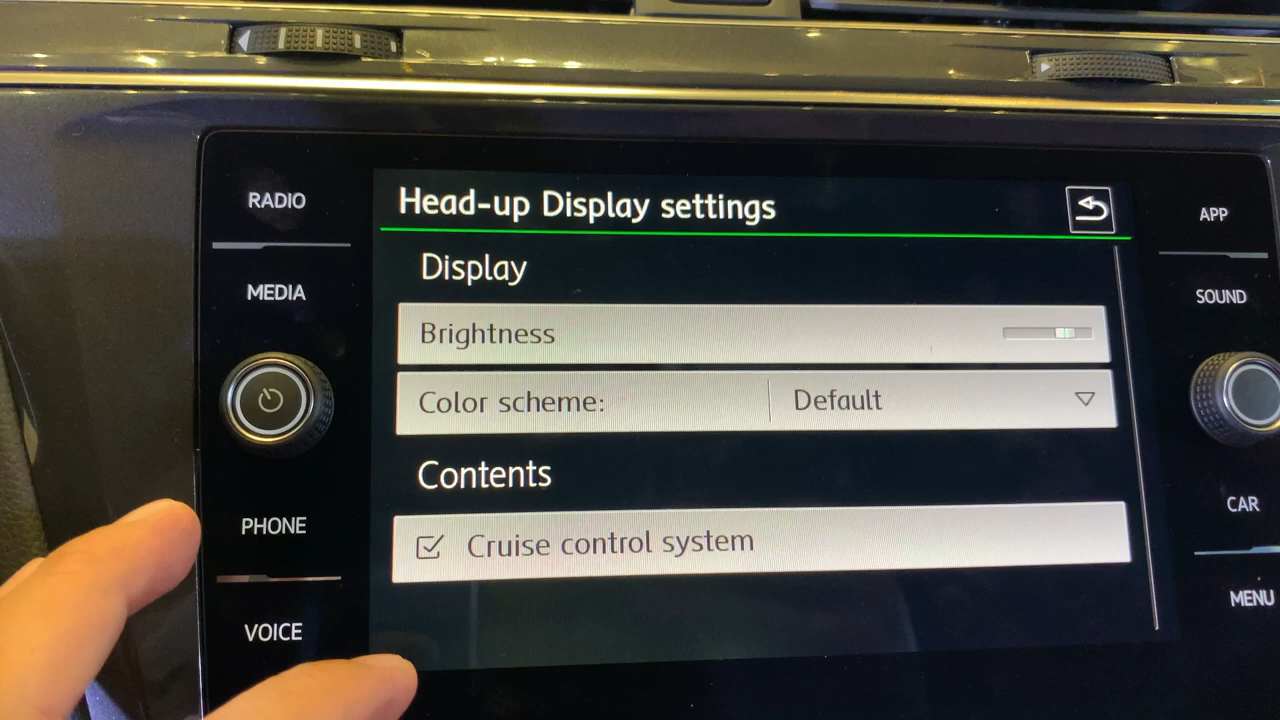 RADIO
MEDIA
PHONE
VOICE
Head-up Display settings
Display
Brightness
Color scheme: Default
Contents
Cruise control system
APP
SOUND
CAR
MENU